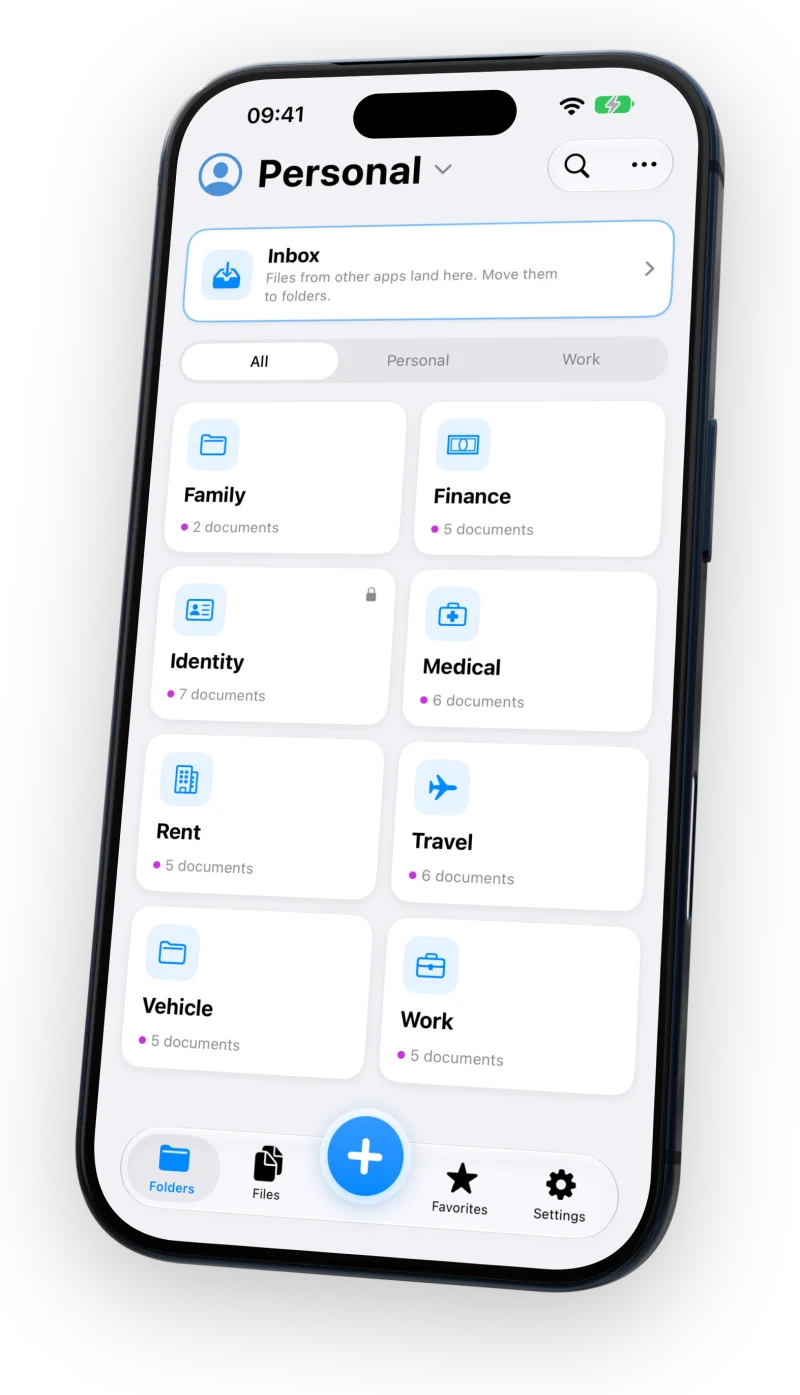 09:41
Personal
Inbox
Files from other apps land here. Move them
to folders.
All Personal Work
Family
2 documents
Finance
5 documents
Identity
7 documents
Medical
6 documents
Rent
5 documents
Travel
6 documents
Vehicle
5 documents
Work
5 documents
Folders
Files
Favorites
Settings